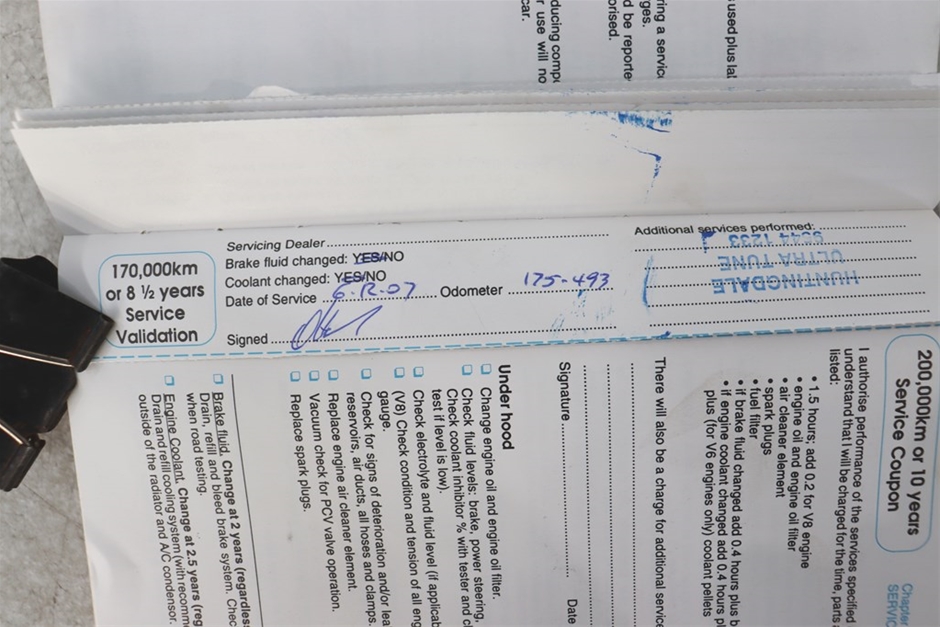 170,000km
or 8 ½ years
Service
Validation
Servicing Dealer
Brake fluid changed: YES/NO
Coolant changed: YES/NO
Date of Service 6-12-07 Odometer 175-493
Signed
Additional services performed:
HUNTINGDALE
ULTRA TUNE
9544 1233
200,000km or 10 years
Service Coupon
Chapter
SERVIC
I authorise performance of the services specified
understand that I will be charged for the time, parts
listed:
• 1.5 hours; add 0.2 for V8 engine
• engine oil and engine oil filter
• air cleaner element
• spark plugs
• fuel filter
• if brake fluid changed add 0.4 hours plus b
• if engine coolant changed add 0.4 hours pl
plus (for V6 engines only) coolant pellets
There will also be a charge for additional service
Signature Date
Under hood
Change engine oil and engine oil filter.
Check fluid levels: brake, power steering,
Check coolant inhibitor % with tester and c
test if level is low).
Check electrolyte and fluid level (if applicab
(V8) Check condition and tension of all eng
gauge.
Check for signs of deterioration and/or lea
reservoirs, air ducts, all hoses and clamps.
Replace engine air cleaner element.
Vacuum check for PCV valve operation.
Replace spark plugs.
Brake fluid. Change at 2 years (regardless
Drain, refill and bleed brake system. Chec
when road testing.
Engine Coolant. Change at 2.5 years (reg
Drain and refill cooling system (with recomm
outside of the radiator and A/C condensor.
used plus lat
ring a servic
ges.
d be reporte
orised.
ducing comp
r use will no
car.